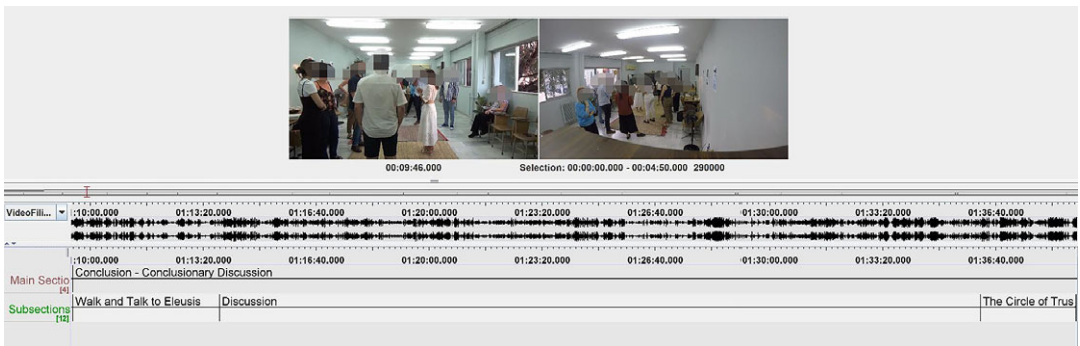 00:09:46.000 Selection: 00:00:00.000 - 00:04:50.000 290000
VideoFili... 1:10:00.000 01:13:20.000 01:16:40.000 01:20:00.000 01:23:20.000 01:26:40.000 01:30:00.000 01:33:20.000 01:36:40.000
1:10:00.000 01:13:20.000 01:16:40.000 01:20:00.000 01:23:20.000 01:26:40.000 01:30:00.000 01:33:20.000 01:36:40.000
Main Sectio Conclusion - Conclusionary Discussion
[4]
Subsections Walk and Talk to Eleusis Discussion The Circle of Trus
[12]